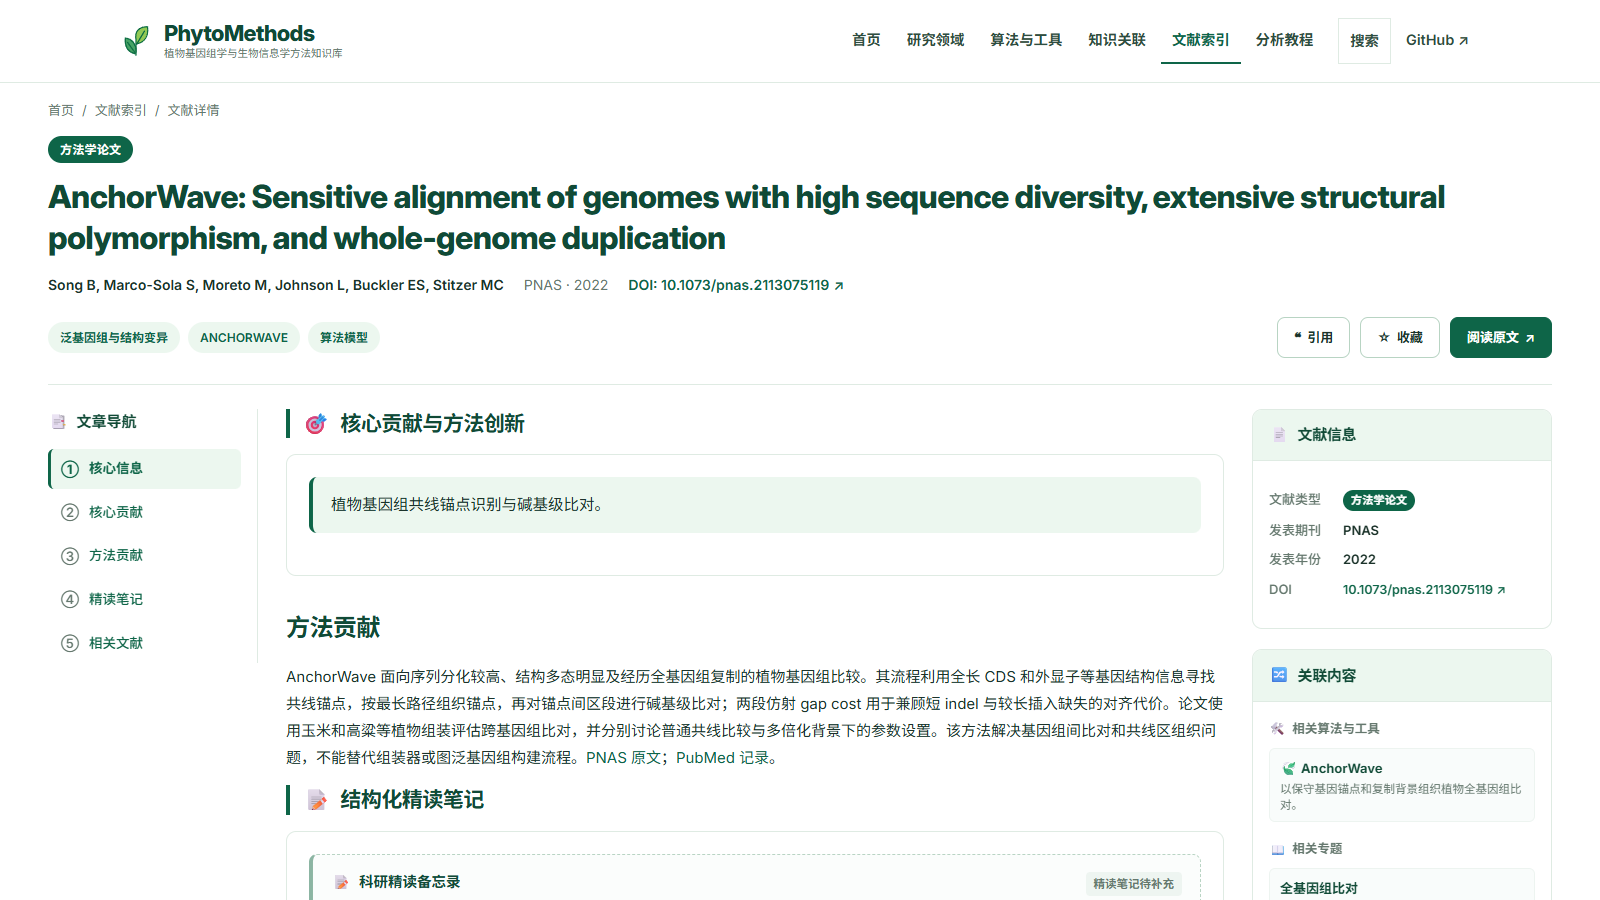 PhytoMethods
植物基因组学与生物信息学方法知识库
首页 研究领域 算法与工具 知识关联 文献索引 分析教程 搜索 GitHub ↗
首页 / 文献索引 / 文献详情
方法学论文
AnchorWave: Sensitive alignment of genomes with high sequence diversity, extensive structural
polymorphism, and whole-genome duplication
Song B, Marco-Sola S, Moreto M, Johnson L, Buckler ES, Stitzer MC PNAS · 2022 DOI: 10.1073/pnas.2113075119 ↗
泛基因组与结构变异 ANCHORWAVE 算法模型
❝ 引用 ☆ 收藏 阅读原文 ↗
文章导航
① 核心信息
② 核心贡献
③ 方法贡献
④ 精读笔记
⑤ 相关文献
核心贡献与方法创新
植物基因组共线锚点识别与碱基级比对。
方法贡献
AnchorWave 面向序列分化较高、结构多态明显及经历全基因组复制的植物基因组比较。其流程利用全长 CDS 和外显子等基因结构信息寻找
共线锚点，按最长路径组织锚点，再对锚点间区段进行碱基级比对；两段仿射 gap cost 用于兼顾短 indel 与较长插入缺失的对齐代价。论文使
用玉米和高粱等植物组装评估跨基因组比对，并分别讨论普通共线比较与多倍化背景下的参数设置。该方法解决基因组间比对和共线区组织问
题，不能替代组装器或图泛基因组构建流程。PNAS 原文；PubMed 记录。
结构化精读笔记
科研精读备忘录 精读笔记待补充
文献信息
文献类型 方法学论文
发表期刊 PNAS
发表年份 2022
DOI 10.1073/pnas.2113075119 ↗
关联内容
相关算法与工具
AnchorWave
以保守基因锚点和复制背景组织植物全基因组比
对。
相关专题
全基因组比对